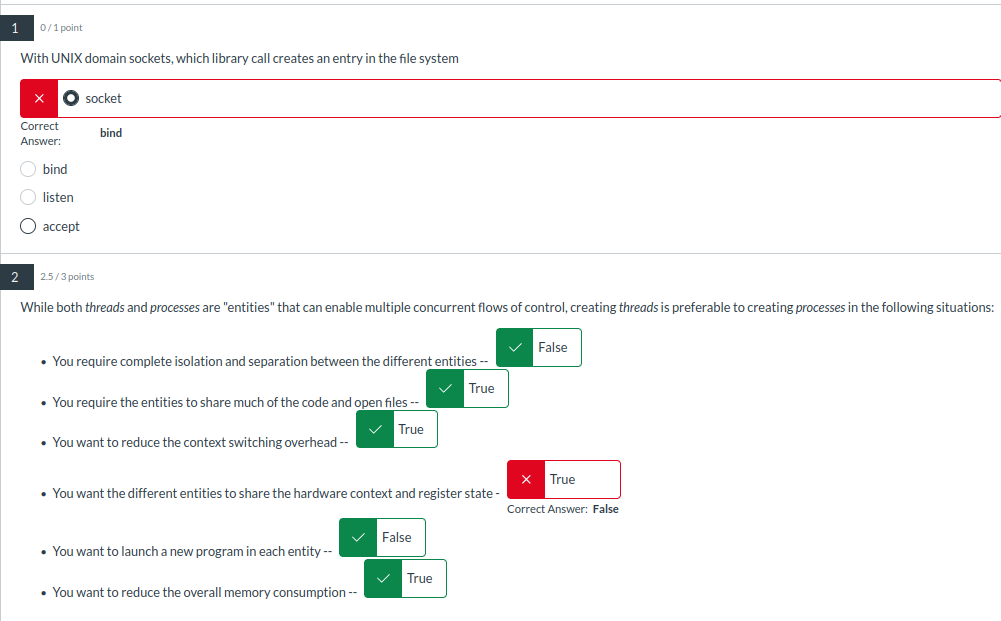 1 0 / 1 point
With UNIX domain sockets, which library call creates an entry in the file system
socket
Correct Answer: bind
bind
listen
accept
2 2.5 / 3 points
While both threads and processes are "entities" that can enable multiple concurrent flows of control, creating threads is preferable to creating processes in the following situations:
• You require complete isolation and separation between the different entities -- False
• You require the entities to share much of the code and open files -- True
• You want to reduce the context switching overhead -- True
• You want the different entities to share the hardware context and register state - True
Correct Answer: False
• You want to launch a new program in each entity -- False
• You want to reduce the overall memory consumption -- True